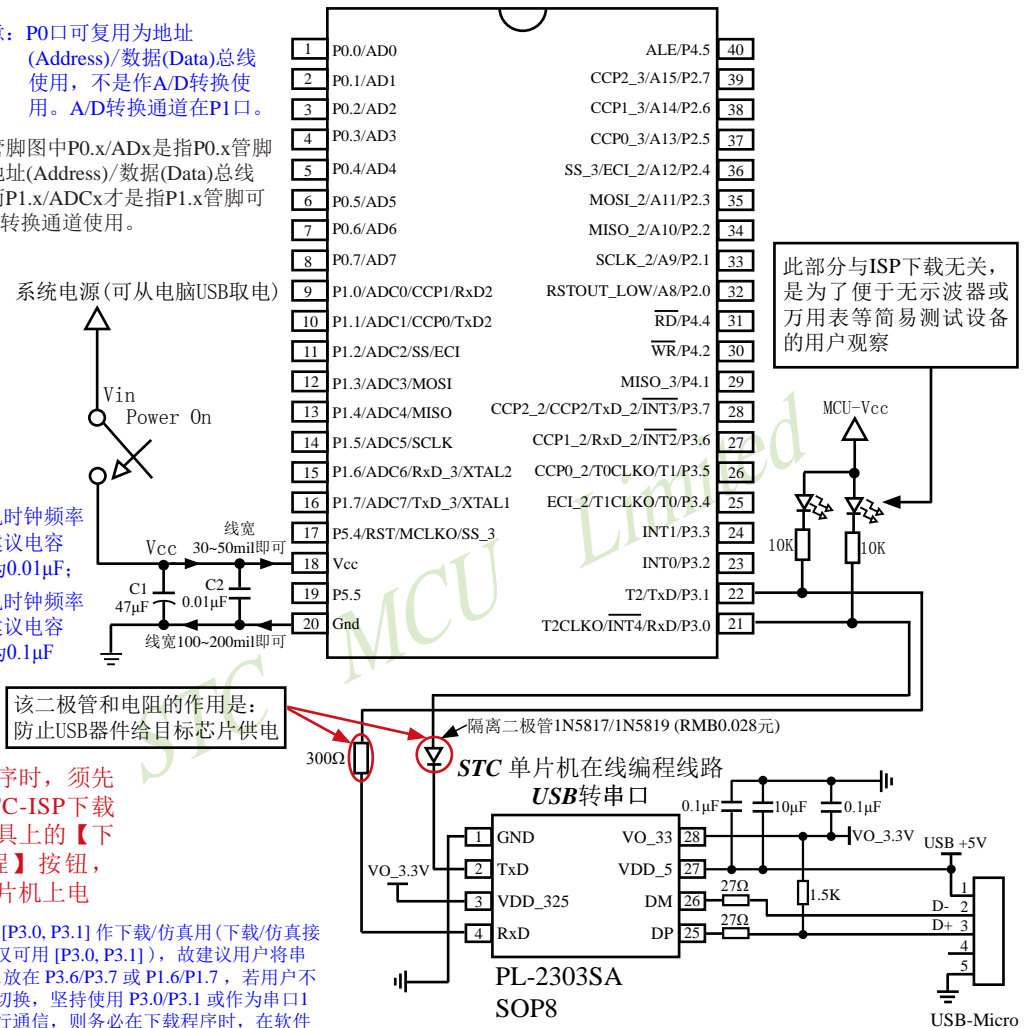 P0口可复用为地址
(Address)/数据(Data)总线
使用，不是作A/D转换使
用。A/D转换通道在P1口。
脚图中P0.x/ADx是指P0.x管脚
址(Address)/数据(Data)总线
P1.x/ADCx才是指P1.x管脚可
转换通道使用。
系统电源(可从电脑USB取电)
Vin
Power On
时钟频率
议电容
0.01μF；
时钟频率
议电容
0.1μF
Vcc
线宽
30~50mil即可
C1
47μF
C2
0.01μF
线宽100~200mil即可
1 P0.0/AD0
2 P0.1/AD1
3 P0.2/AD2
4 P0.3/AD3
5 P0.4/AD4
6 P0.5/AD5
7 P0.6/AD6
8 P0.7/AD7
9 P1.0/ADC0/CCP1/RxD2
10 P1.1/ADC1/CCP0/TxD2
11 P1.2/ADC2/SS/ECI
12 P1.3/ADC3/MOSI
13 P1.4/ADC4/MISO
14 P1.5/ADC5/SCLK
15 P1.6/ADC6/RxD_3/XTAL2
16 P1.7/ADC7/TxD_3/XTAL1
17 P5.4/RST/MCLKO/SS_3
18 Vcc
19 P5.5
20 Gnd
ALE/P4.5 40
CCP2_3/A15/P2.7 39
CCP1_3/A14/P2.6 38
CCP0_3/A13/P2.5 37
SS_3/ECI_2/A12/P2.4 36
MOSI_2/A11/P2.3 35
MISO_2/A10/P2.2 34
SCLK_2/A9/P2.1 33
RSTOUT_LOW/A8/P2.0 32
RD/P4.4 31
WR/P4.2 30
MISO_3/P4.1 29
CCP2_2/CCP2/TxD_2/INT3/P3.7 28
CCP1_2/RxD_2/INT2/P3.6 27
CCP0_2/T0CLKO/T1/P3.5 26
ECI_2/T1CLKO/T0/P3.4 25
INT1/P3.3 24
INT0/P3.2 23
T2/TxD/P3.1 22
T2CLKO/INT4/RxD/P3.0 21
STC MCU Limited
此部分与ISP下载无关，
是为了便于无示波器或
万用表等简易测试设备
的用户观察
MCU-Vcc
10K
10K
该二极管和电阻的作用是：
防止USB器件给目标芯片供电
300Ω
隔离二极管1N5817/1N5819 (RMB0.028元)
STC 单片机在线编程线路
USB转串口
序时，须先
TC-ISP下载
具上的【下
程】按钮，
片机上电
VO_3.3V
1 GND
2 TxD
3 VDD_325
4 RxD
VO_33 28
VDD_5 27
DM 26
DP 25
PL-2303SA
SOP8
0.1μF
10μF
0.1μF
VO_3.3V
27Ω
27Ω
1.5K
USB +5V
1
D- 2
D+ 3
4
5
USB-Micro
[P3.0, P3.1] 作下载/仿真用(下载/仿真接
仅可用 [P3.0, P3.1] )，故建议用户将串
放在 P3.6/P3.7 或 P1.6/P1.7 ，若用户不
切换，坚持使用 P3.0/P3.1 或作为串口1
行通信，则务必在下载程序时，在软件